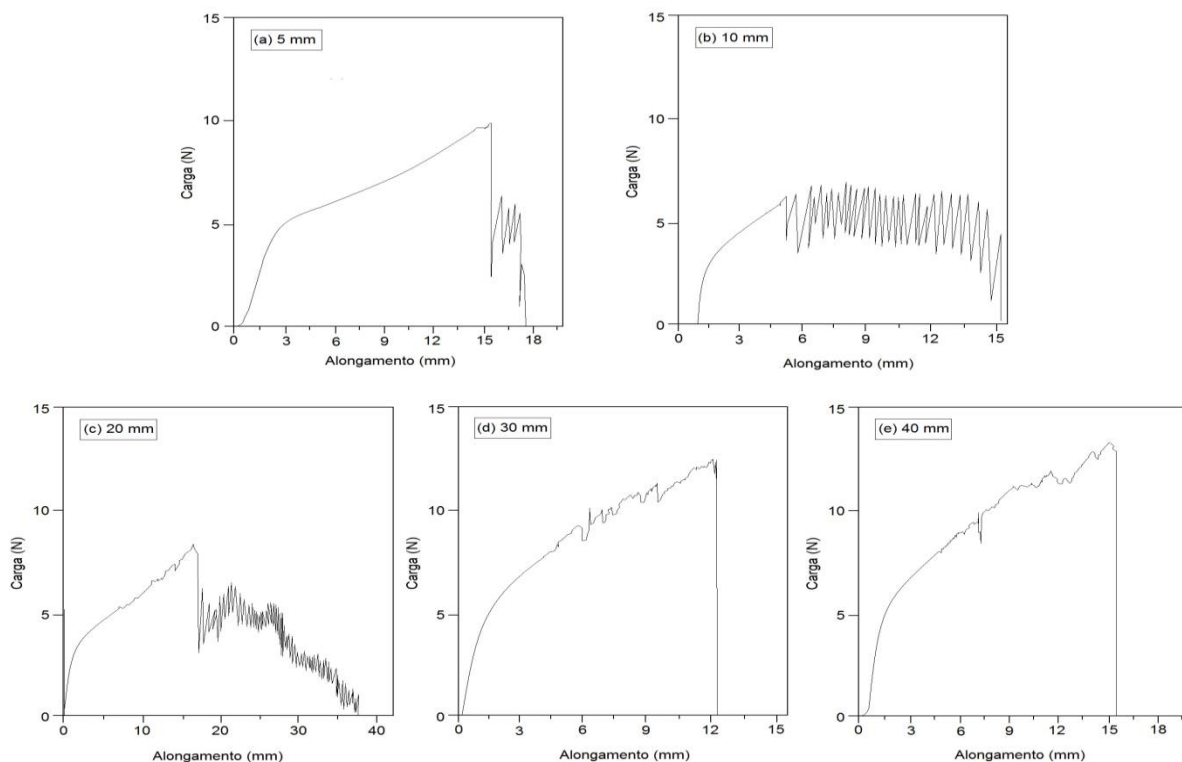 (a) 5 mm
15
10
5
0
Carga (N)
0 3 6 9 12 15 18
Alongamento (mm)
(b) 10 mm
15
10
5
0
Carga (N)
0 3 6 9 12 15
Alongamento (mm)
(c) 20 mm
15
10
5
0
Carga (N)
0 10 20 30 40
Alongamento (mm)
(d) 30 mm
15
10
5
0
Carga (N)
0 3 6 9 12 15
Alongamento (mm)
(e) 40 mm
15
10
5
0
Carga (N)
0 3 6 9 12 15 18
Alongamento (mm)